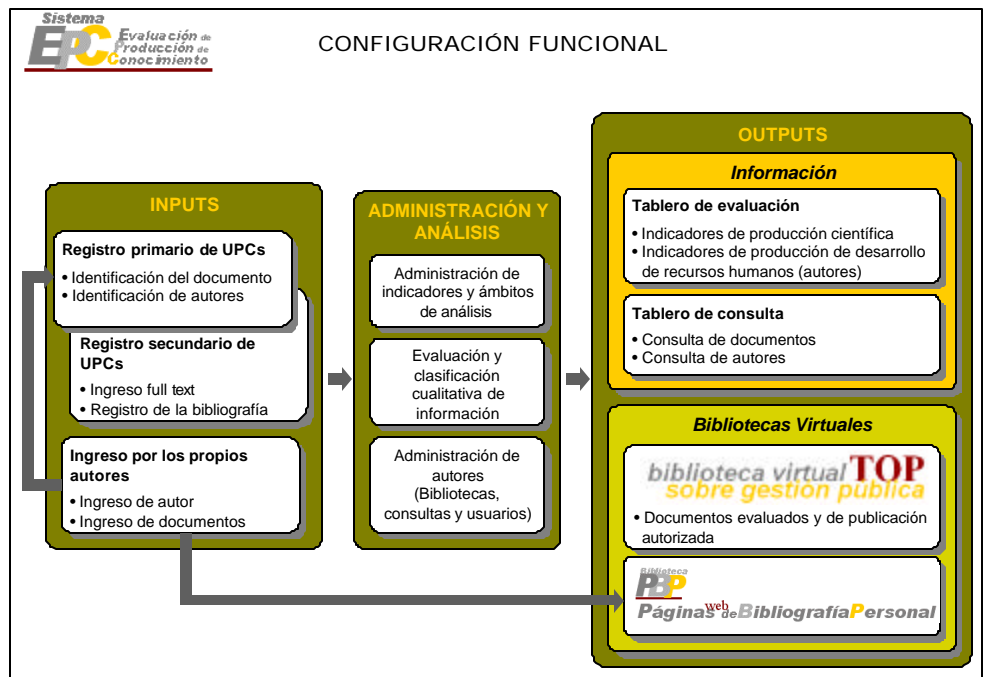 Sistema
EPC
Evaluación de
Producción de
Conocimiento
CONFIGURACIÓN FUNCIONAL
INPUTS
Registro primario de UPCs
• Identificación del documento
• Identificación de autores
Registro secundario de
UPCs
• Ingreso full text
• Registro de la bibliografía
Ingreso por los propios
autores
• Ingreso de autor
• Ingreso de documentos
ADMINISTRACIÓN Y
ANÁLISIS
Administración de
indicadores y ámbitos
de análisis
Evaluación y
clasificación
cualitativa de
información
Administración de
autores
(Bibliotecas,
consultas y usuarios)
OUTPUTS
Información
Tablero de evaluación
• Indicadores de producción científica
• Indicadores de producción de desarrollo
de recursos humanos (autores)
Tablero de consulta
• Consulta de documentos
• Consulta de autores
Bibliotecas Virtuales
biblioteca virtual TOP
sobre gestión pública
• Documentos evaluados y de publicación
autorizada
Biblioteca
PBP
Páginas web de Bibliografía Personal